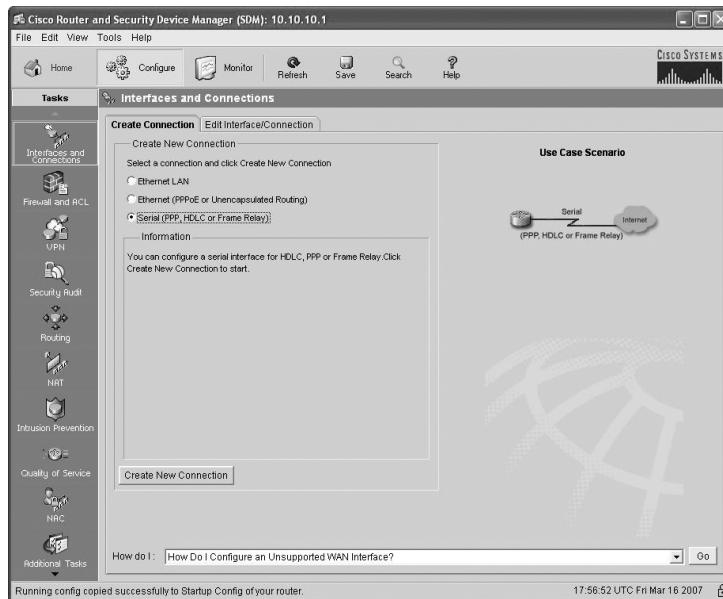 Cisco Router and Security Device Manager (SDM): 10.10.10.1
File Edit View Tools Help
Home
Configure
Monitor
Refresh
Save
Search
Help
CISCO SYSTEMS
Tasks
Interfaces and Connections
Interfaces and
Connections
Firewall and ACL
VPN
Security Audit
Routing
NAT
Intrusion Prevention
Quality of Service
NAC
Additional Tasks
Create Connection
Edit Interface/Connection
Create New Connection
Select a connection and click Create New Connection
Ethernet LAN
Ethernet (PPPoE or Unencapsulated Routing)
Serial (PPP, HDLC or Frame Relay)
Information
You can configure a serial interface for HDLC, PPP or Frame Relay.Click
Create New Connection to start.
Create New Connection
Use Case Scenario
Serial
Internet
(PPP, HDLC or Frame Relay)
How do I :
How Do I Configure an Unsupported WAN Interface?
Go
Running config copied successfully to Startup Config of your router.
17:56:52 UTC Fri Mar 16 2007